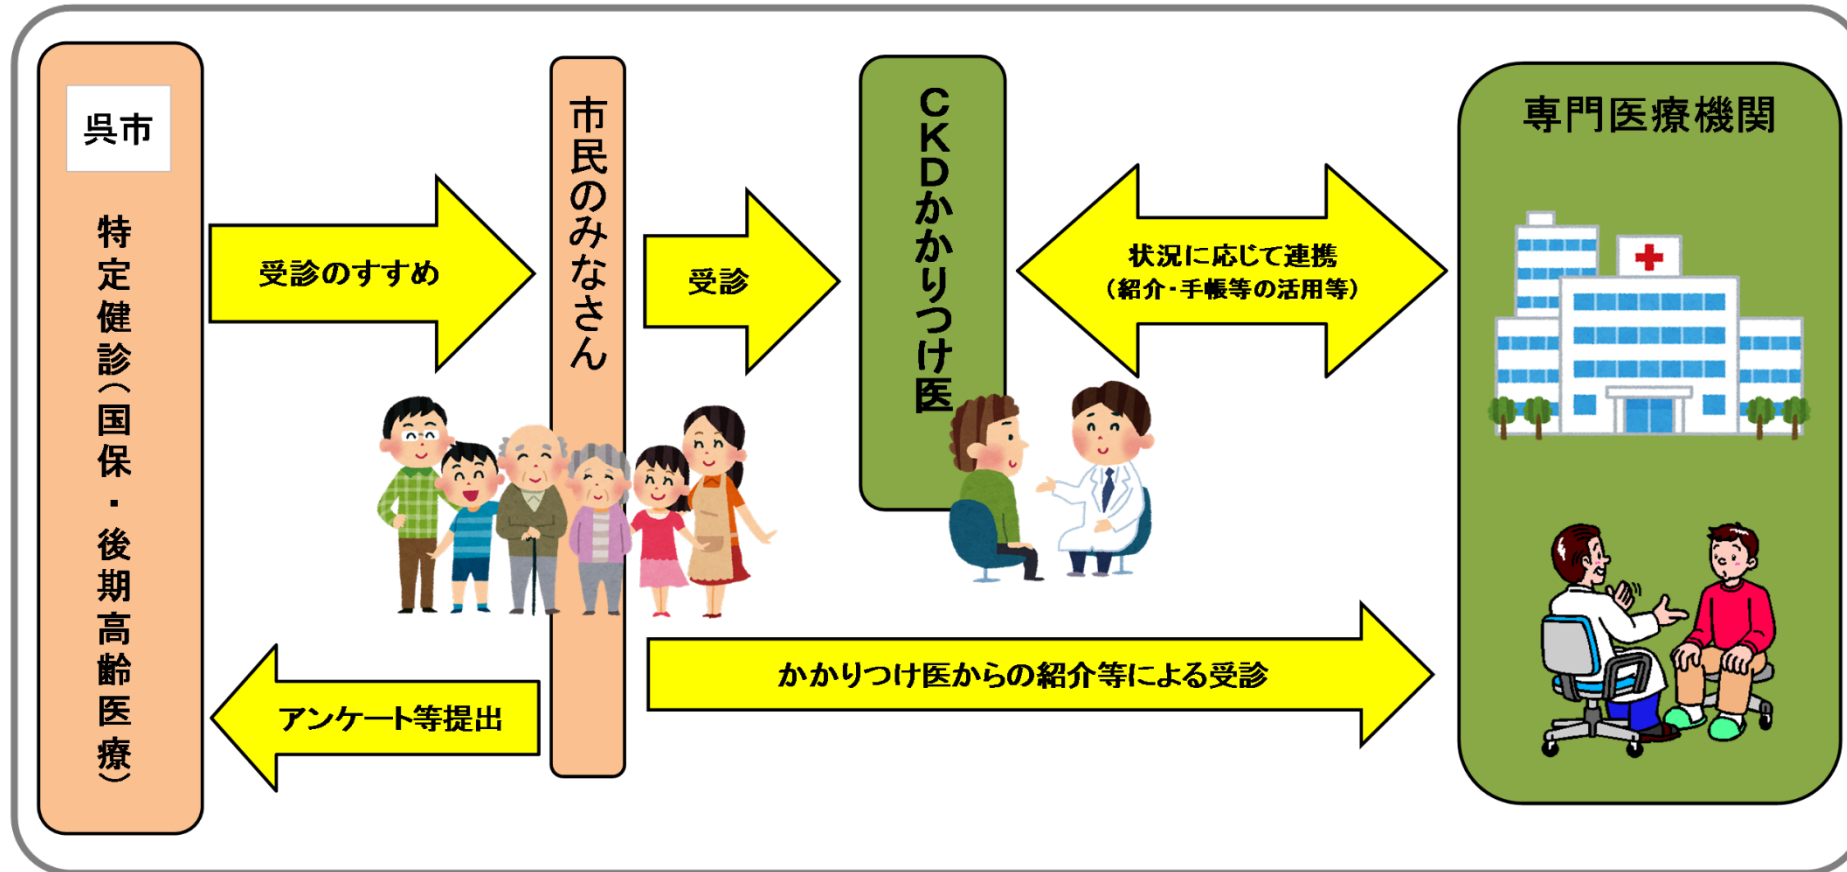 呉市
特定健診（国保・後期高齢医療）
受診のすすめ
市民のみなさん
受診
CKDかかりつけ医
状況に応じて連携
（紹介・手帳等の活用等）
専門医療機関
かかりつけ医からの紹介等による受診
アンケート等提出